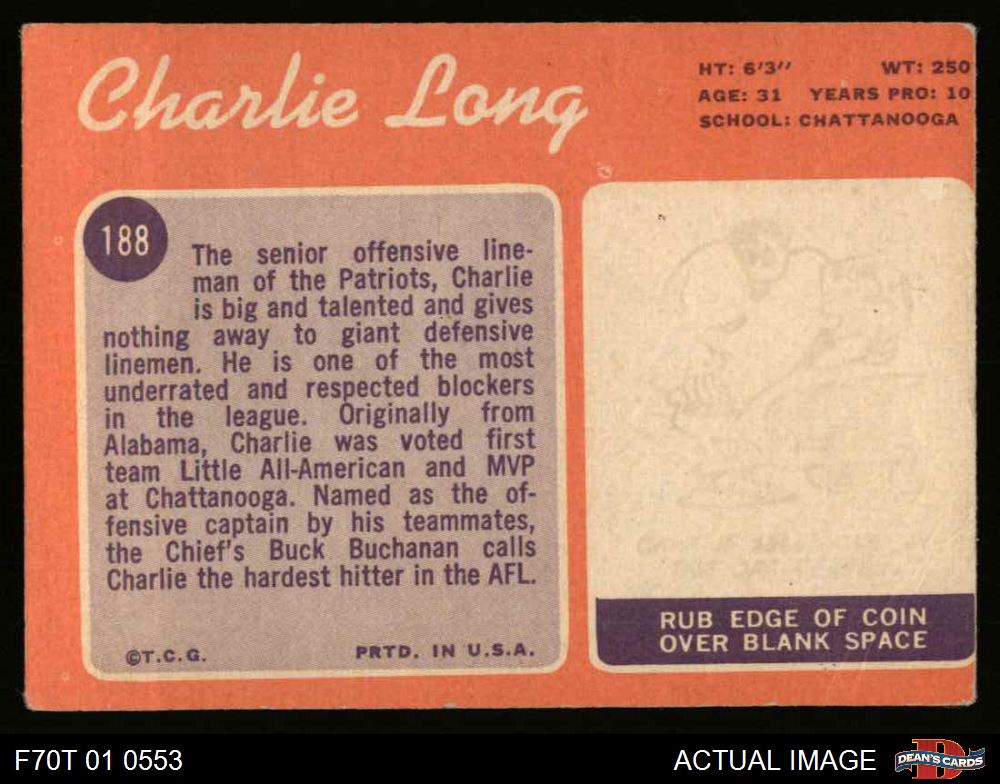 Charlie Long
HT: 6'3'' WT: 250
AGE: 31 YEARS PRO: 10
SCHOOL: CHATTANOOGA
188
The senior offensive line-
man of the Patriots, Charlie
is big and talented and gives
nothing away to giant defensive
linemen. He is one of the most
underrated and respected blockers
in the league. Originally from
Alabama, Charlie was voted first
team Little All-American and MVP
at Chattanooga. Named as the of-
fensive captain by his teammates,
the Chief's Buck Buchanan calls
Charlie the hardest hitter in the AFL.
©T.C.G. PRTD. IN U.S.A.
RUB EDGE OF COIN
OVER BLANK SPACE
F70T 01 0553
ACTUAL IMAGE
D
DEAN'S CARDS